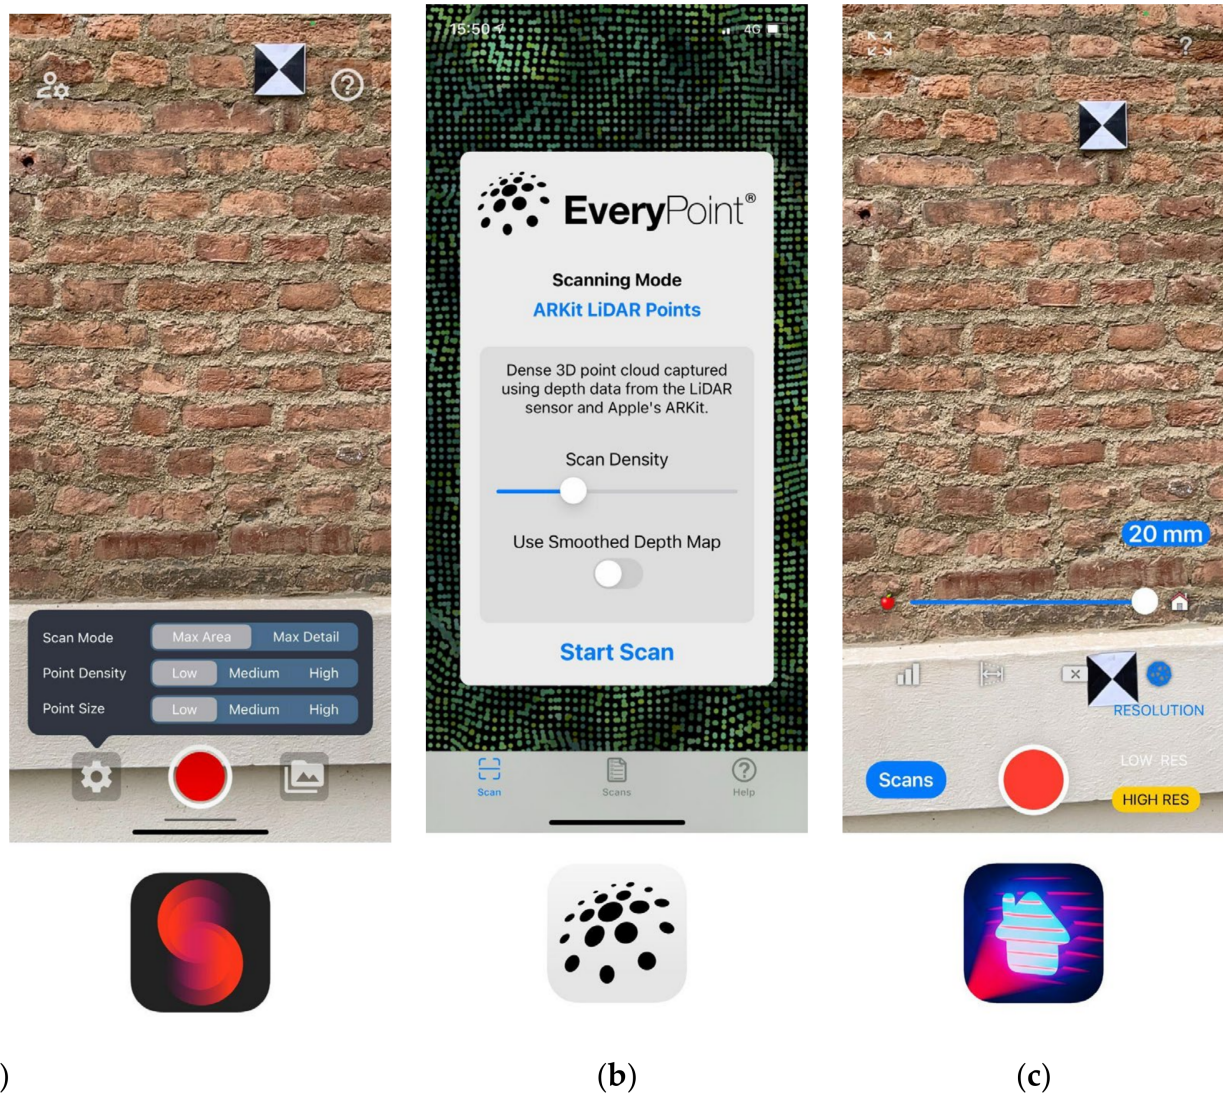 Scan Mode Max Area Max Detail
Point Density Low Medium High
Point Size Low Medium High
15:50 4G
EveryPoint®
Scanning Mode
ARKit LiDAR Points
Dense 3D point cloud captured
using depth data from the LiDAR
sensor and Apple's ARKit.
Scan Density
Use Smoothed Depth Map
Start Scan
Scan Scans Help
?
20 mm
RESOLUTION
LOW RES
Scans
HIGH RES
) (b) (c)